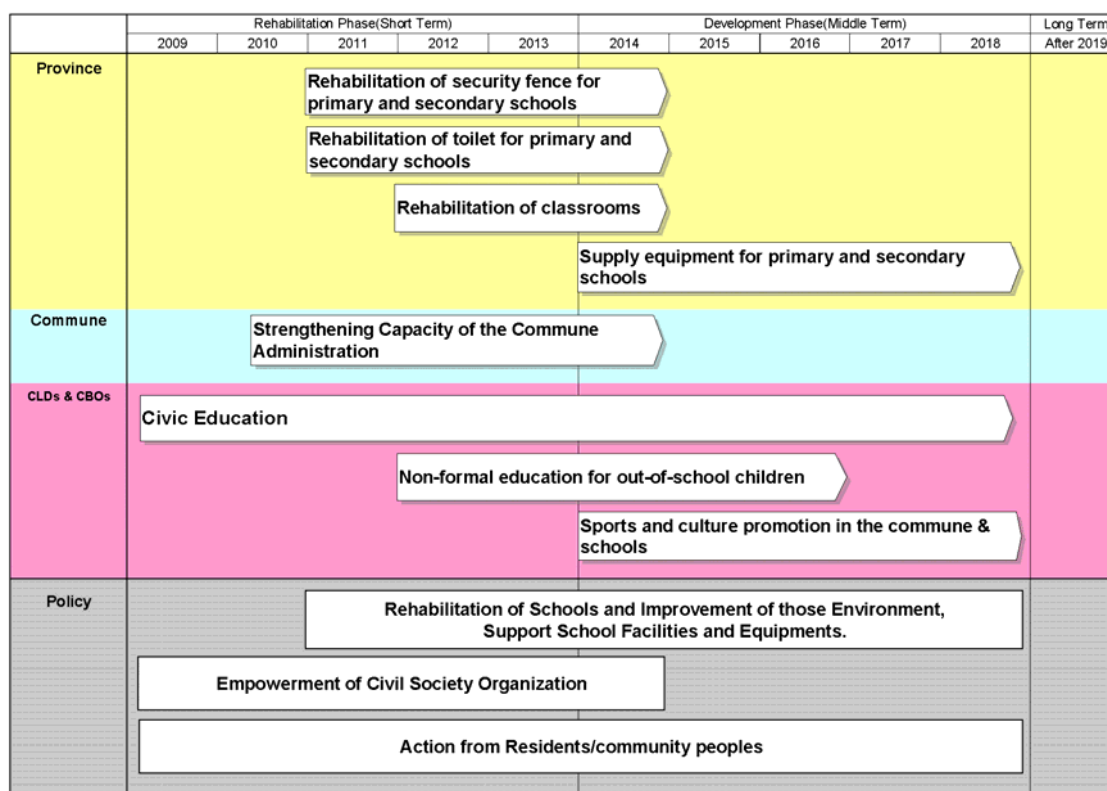 Rehabilitation Phase(Short Term)
Development Phase(Middle Term)
Long Term
2009
2010
2011
2012
2013
2014
2015
2016
2017
2018
After 2019
Province
Rehabilitation of security fence for
primary and secondary schools
Rehabilitation of toilet for primary and
secondary schools
Rehabilitation of classrooms
Supply equipment for primary and secondary
schools
Commune
Strengthening Capacity of the Commune
Administration
CLDs & CBOs
Civic Education
Non-formal education for out-of-school children
Sports and culture promotion in the commune &
schools
Policy
Rehabilitation of Schools and Improvement of those Environment,
Support School Facilities and Equipments.
Empowerment of Civil Society Organization
Action from Residents/community peoples